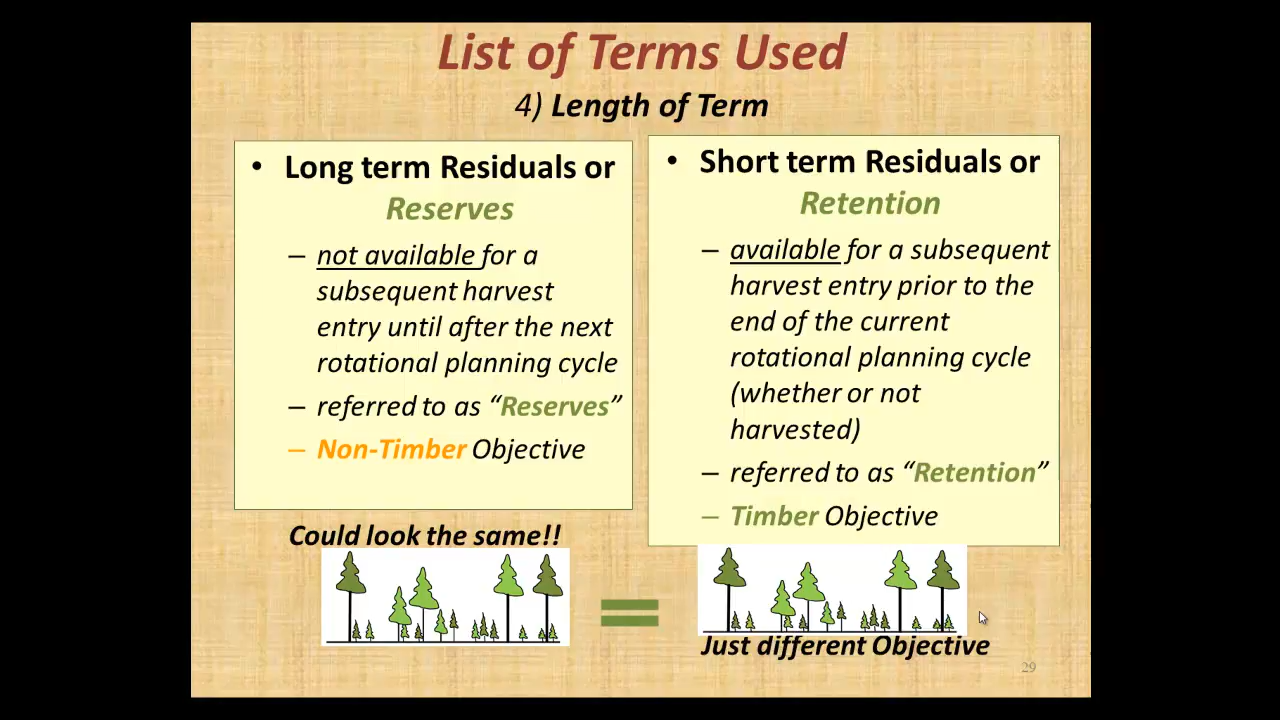 List of Terms Used
4) Length of Term
• Long term Residuals or
Reserves
– not available for a
subsequent harvest
entry until after the next
rotational planning cycle
– referred to as “Reserves”
– Non-Timber Objective
• Short term Residuals or
Retention
– available for a subsequent
harvest entry prior to the
end of the current
rotational planning cycle
(whether or not
harvested)
– referred to as “Retention”
– Timber Objective
Could look the same!!
=
Just different Objective
29